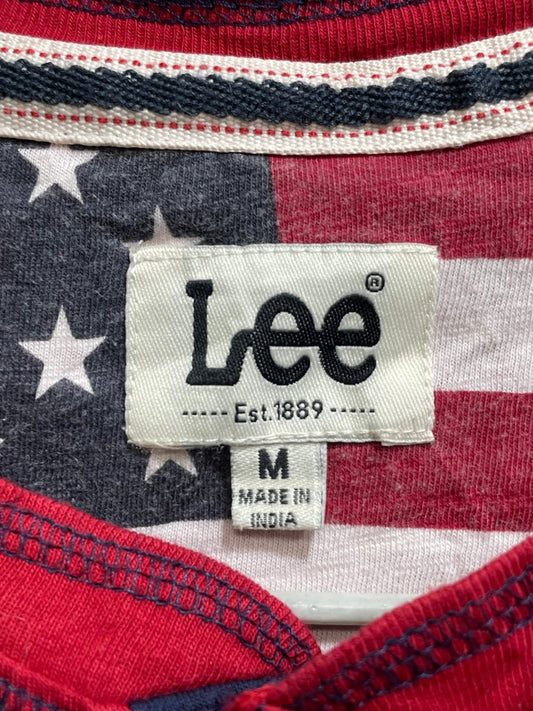 Lee®
----- Est.1889 -----
M
MADE IN
INDIA